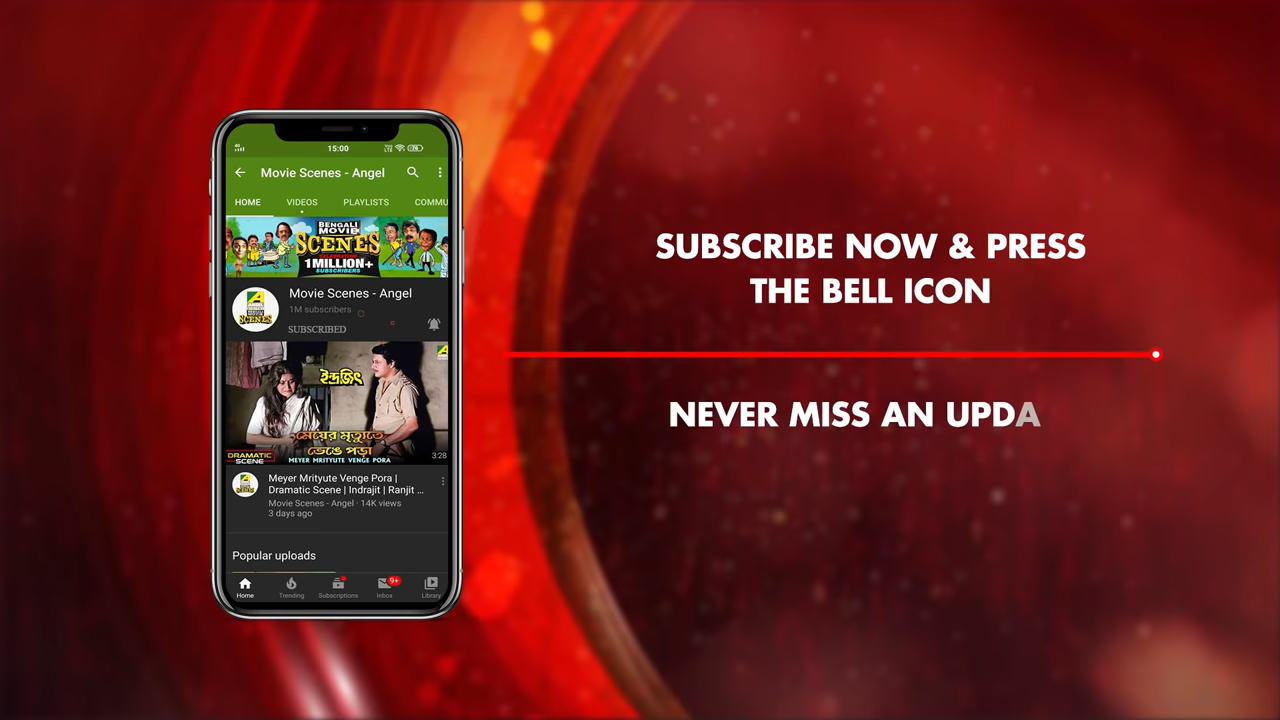 4G
15:00
Movie Scenes - Angel
HOME
VIDEOS
PLAYLISTS
COMMU
BENGALI
MOVIE
SCENES
1 MILLION+
SUBSCRIBERS
Movie Scenes - Angel
1M subscribers
SUBSCRIBED
ইন্দ্রজিৎ
মেয়ের মৃত্যুতে
ভেঙে পড়া
DRAMATIC
SCENE
MEYER MRITYUTE VENGE PORA
3:28
Meyer Mrityute Venge Pora |
Dramatic Scene | Indrajit | Ranjit ...
Movie Scenes - Angel · 14K views
3 days ago
Popular uploads
9+
Home
Trending
Subscriptions
Inbox
Library
SUBSCRIBE NOW & PRESS
THE BELL ICON
NEVER MISS AN UPDA